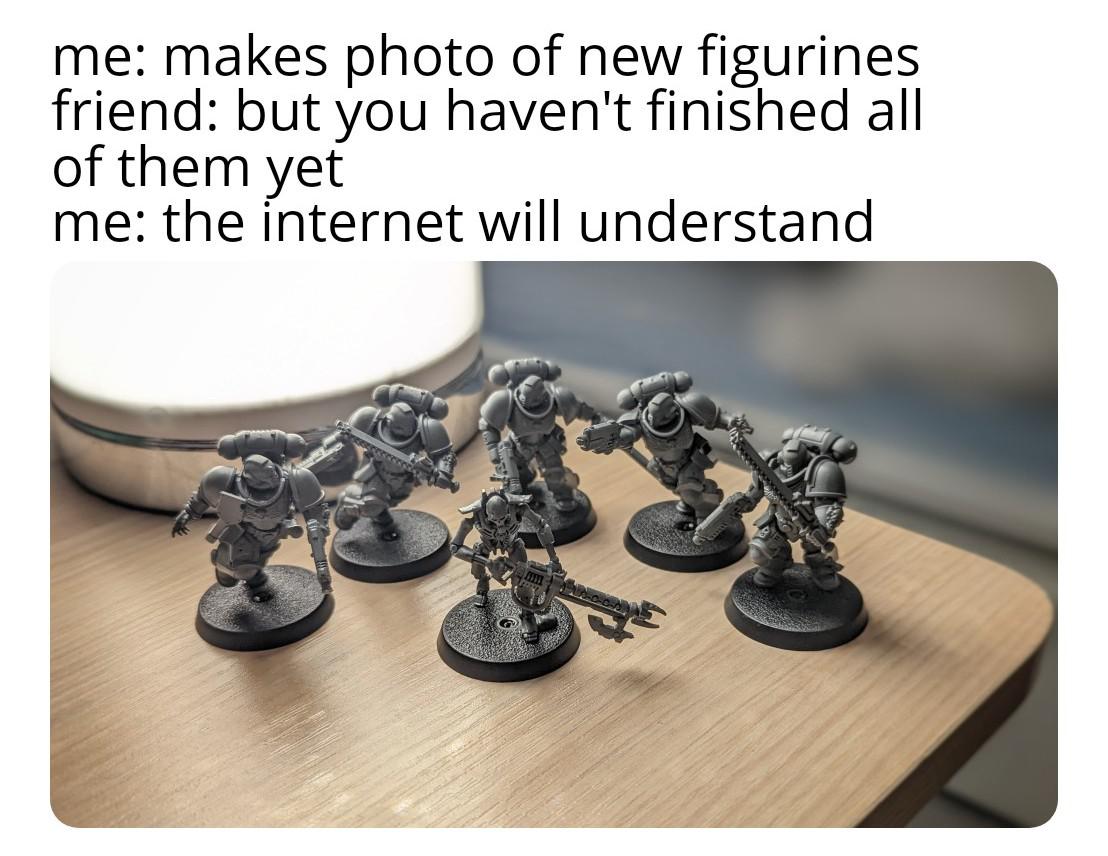 me: makes photo of new figurines
friend: but you haven't finished all
of them yet
me: the internet will understand